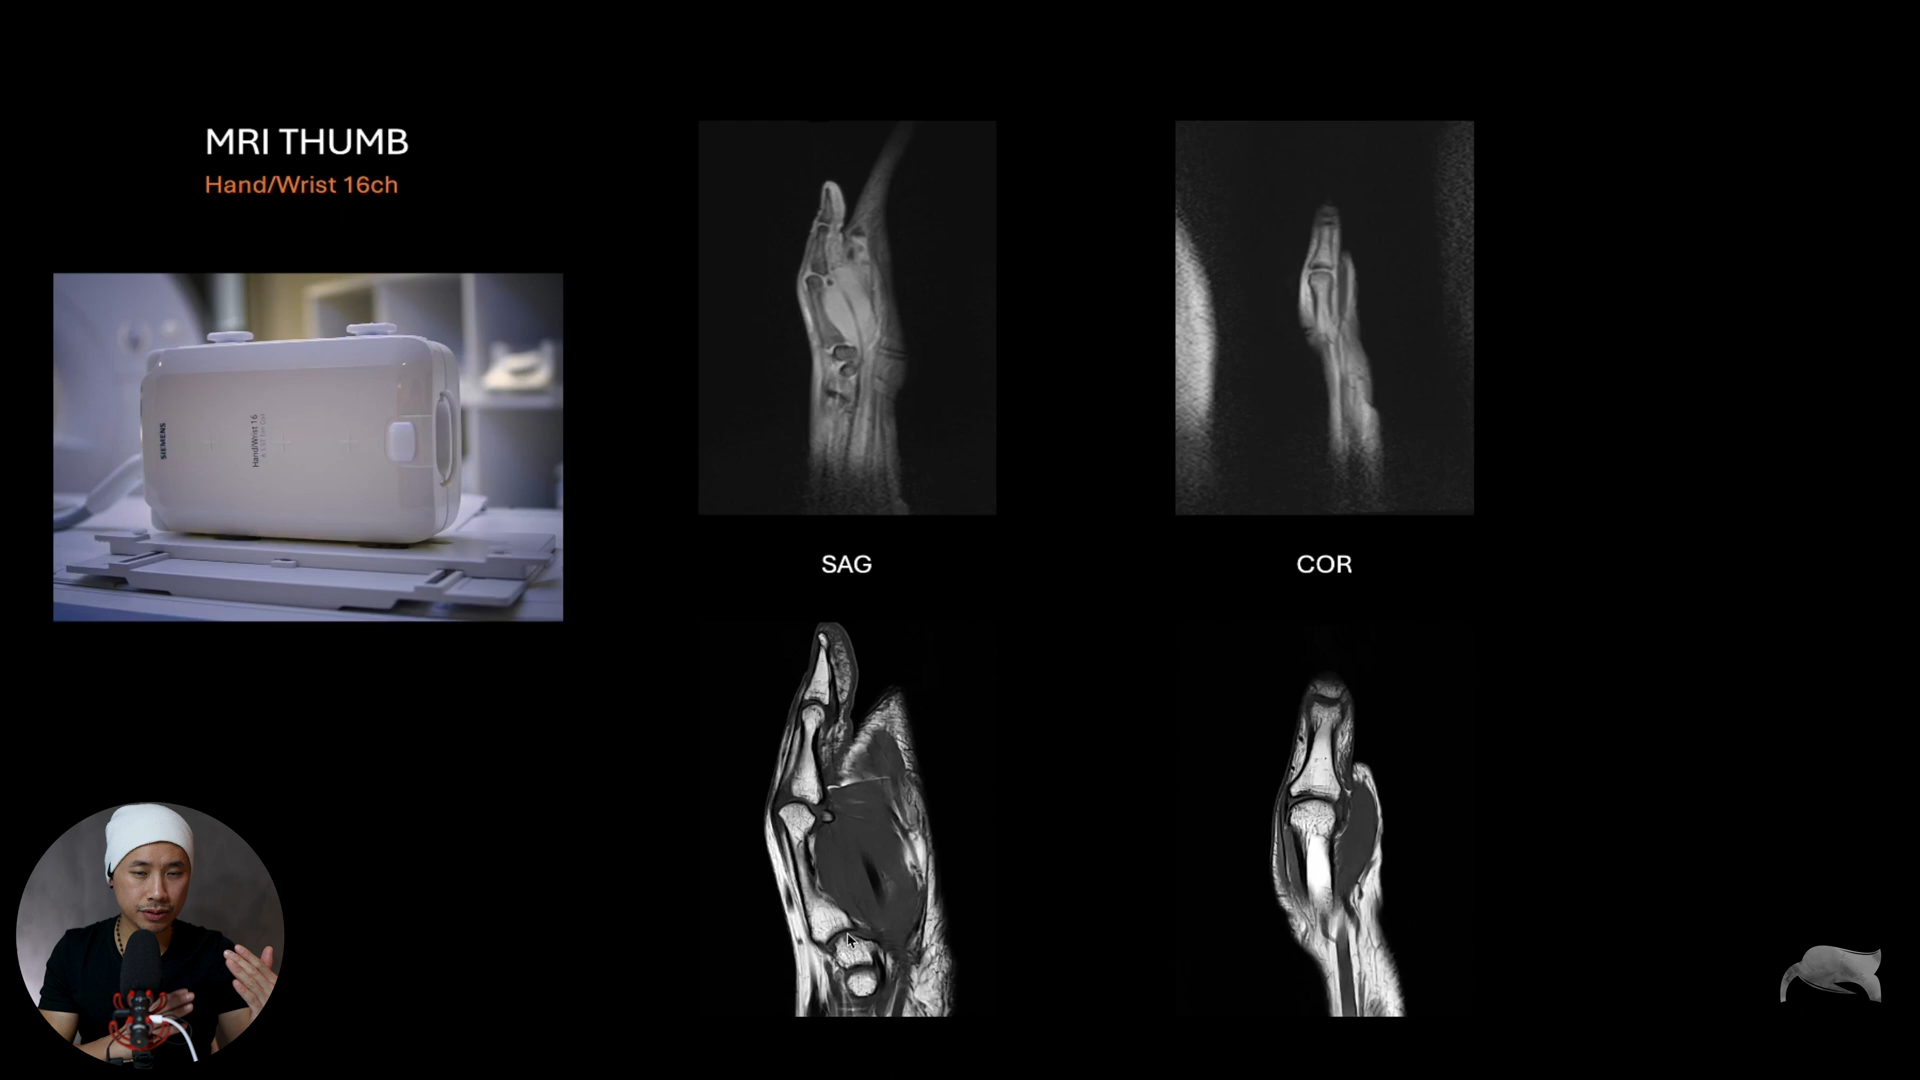 MRI THUMB
Hand/Wrist 16ch
SIEMENS
Hand/Wrist 16
SAG
COR